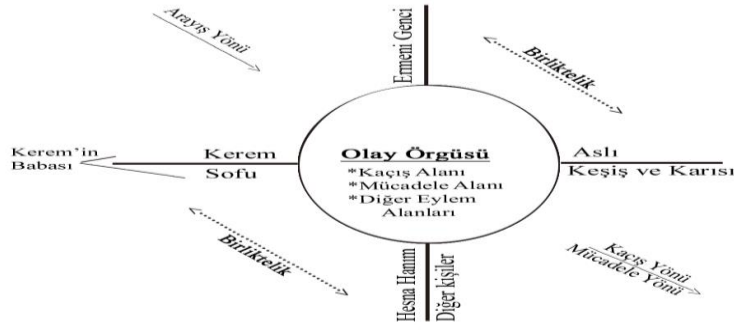 Arayış Yönü
Ermeni Genci
Birliktelik
Kerem'in
Babası
Kerem
Sofu
Olay Örgüsü
*Kaçış Alanı
*Mücadele Alanı
*Diğer Eylem
Alanları
Aslı
Keşiş ve Karısı
Birliktelik
Hesna Hanım
Diğer kişiler
Kaçış Yönü
Mücadele Yönü